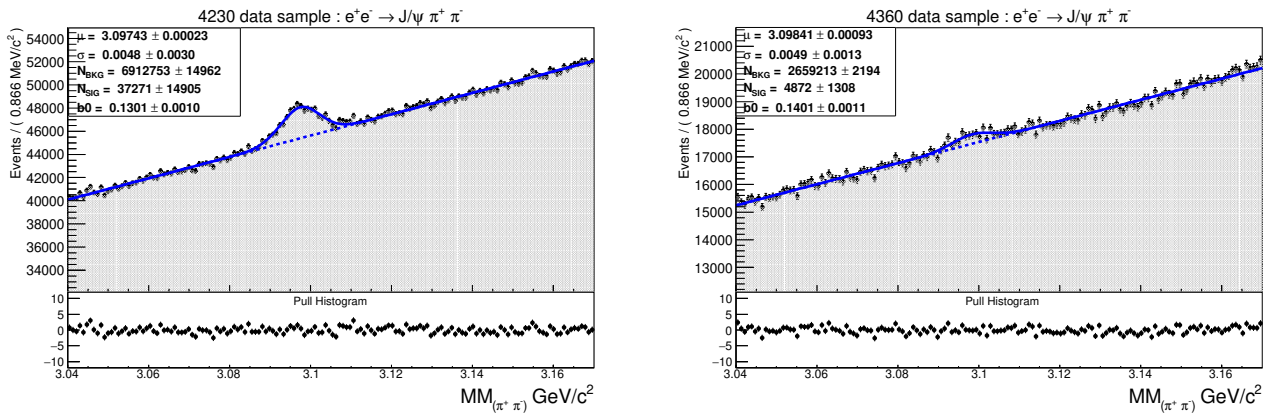 4230 data sample : e⁺e⁻ → J/ψ π⁺ π⁻
μ = 3.09743 ± 0.00023
σ = 0.0048 ± 0.0030
N_BKG = 6912753 ± 14962
N_SIG = 37271 ± 14905
b0 = 0.1301 ± 0.0010
Events / ( 0.866 MeV/c²)
54000
52000
50000
48000
46000
44000
42000
40000
38000
36000
34000
Pull Histogram
10
5
0
−5
−10
3.04 3.06 3.08 3.1 3.12 3.14 3.16
MM_(π⁺ π⁻) GeV/c²
4360 data sample : e⁺e⁻ → J/ψ π⁺ π⁻
μ = 3.09841 ± 0.00093
σ = 0.0049 ± 0.0013
N_BKG = 2659213 ± 2194
N_SIG = 4872 ± 1308
b0 = 0.1401 ± 0.0011
Events / ( 0.866 MeV/c²)
21000
20000
19000
18000
17000
16000
15000
14000
13000
Pull Histogram
10
5
0
−5
−10
3.04 3.06 3.08 3.1 3.12 3.14 3.16
MM_(π⁺ π⁻) GeV/c²